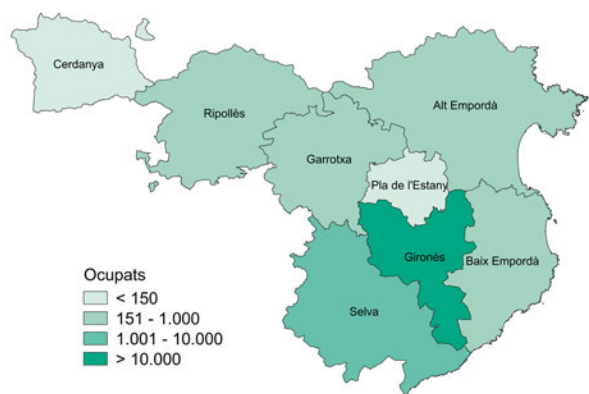 Cerdanya
Ripollès
Alt Empordà
Garrotxa
Pla de l'Estany
Gironès
Baix Empordà
Selva
Ocupats
< 150
151 - 1.000
1.001 - 10.000
> 10.000